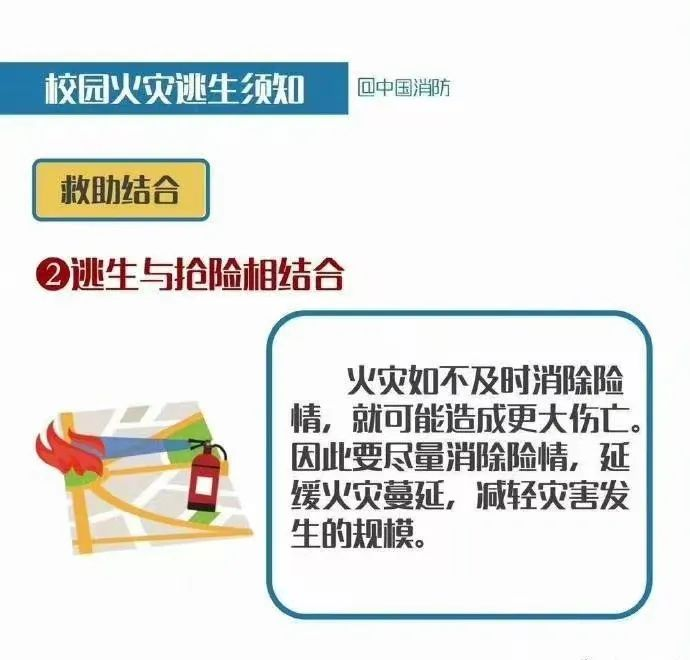 校园火灾逃生须知
@中国消防
救助结合
❷逃生与抢险相结合
火灾如不及时消除险
情，就可能造成更大伤亡。
因此要尽量消除险情，延
缓火灾蔓延，减轻灾害发
生的规模。